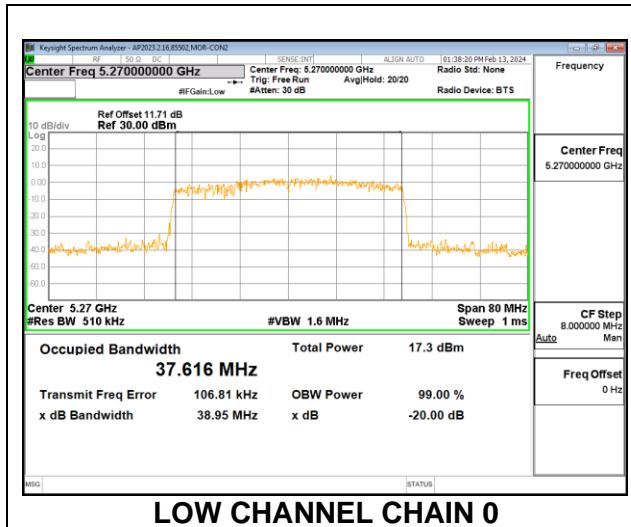 Keysight Spectrum Analyzer - AP2023.2.16,85502,MOR-CON2
RF 50 Ω DC SENSE:INT ALIGN AUTO 01:38:20 PM Feb 13, 2024
Center Freq 5.270000000 GHz Center Freq: 5.270000000 GHz Radio Std: None Frequency
Trig: Free Run Avg|Hold: 20/20
#IFGain:Low #Atten: 30 dB Radio Device: BTS
Ref Offset 11.71 dB
10 dB/div Ref 30.00 dBm
Log
20.0
10.0
0.00
-10.0
-20.0
-30.0
-40.0
-50.0
-60.0
Center Freq
5.270000000 GHz
Center 5.27 GHz Span 80 MHz
#Res BW 510 kHz #VBW 1.6 MHz Sweep 1 ms
CF Step
8.000000 MHz
Auto Man
Occupied Bandwidth Total Power 17.3 dBm
37.616 MHz
Transmit Freq Error 106.81 kHz OBW Power 99.00 %
x dB Bandwidth 38.95 MHz x dB -20.00 dB
Freq Offset
0 Hz
MSG STATUS
LOW CHANNEL CHAIN 0